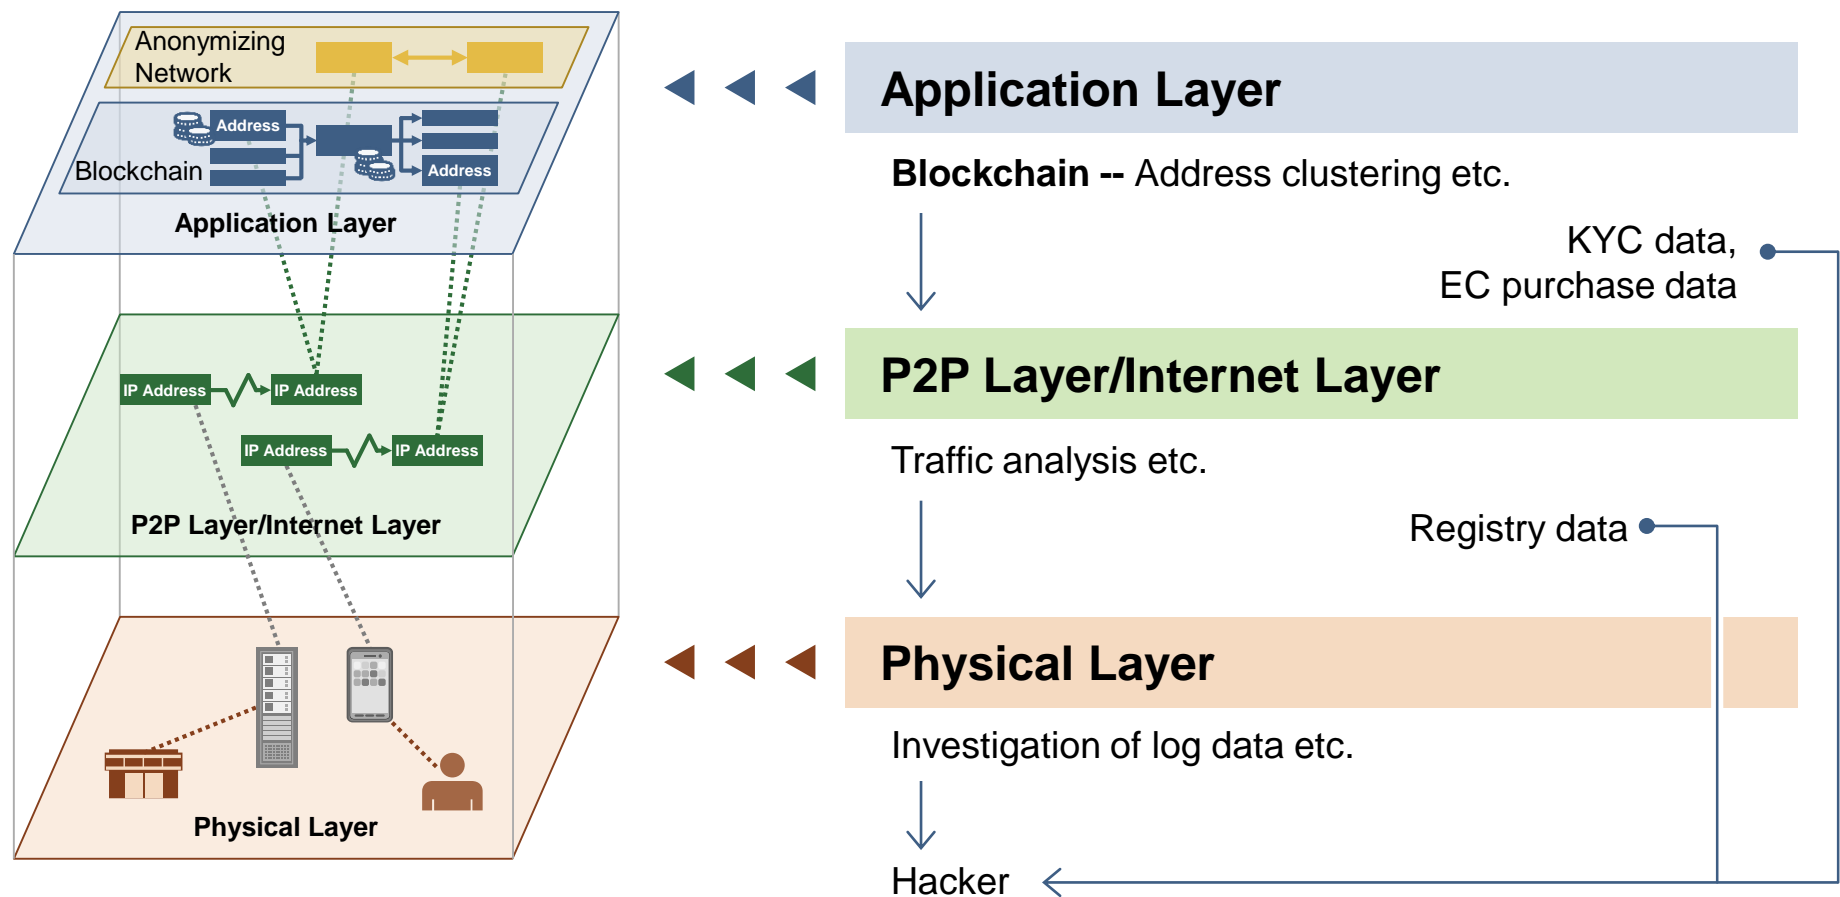 Anonymizing
Network
Address
Blockchain
Address
Application Layer
IP Address
IP Address
IP Address
IP Address
P2P Layer/Internet Layer
Physical Layer
Application Layer
Blockchain -- Address clustering etc.
KYC data,
EC purchase data
P2P Layer/Internet Layer
Traffic analysis etc.
Registry data
Physical Layer
Investigation of log data etc.
Hacker